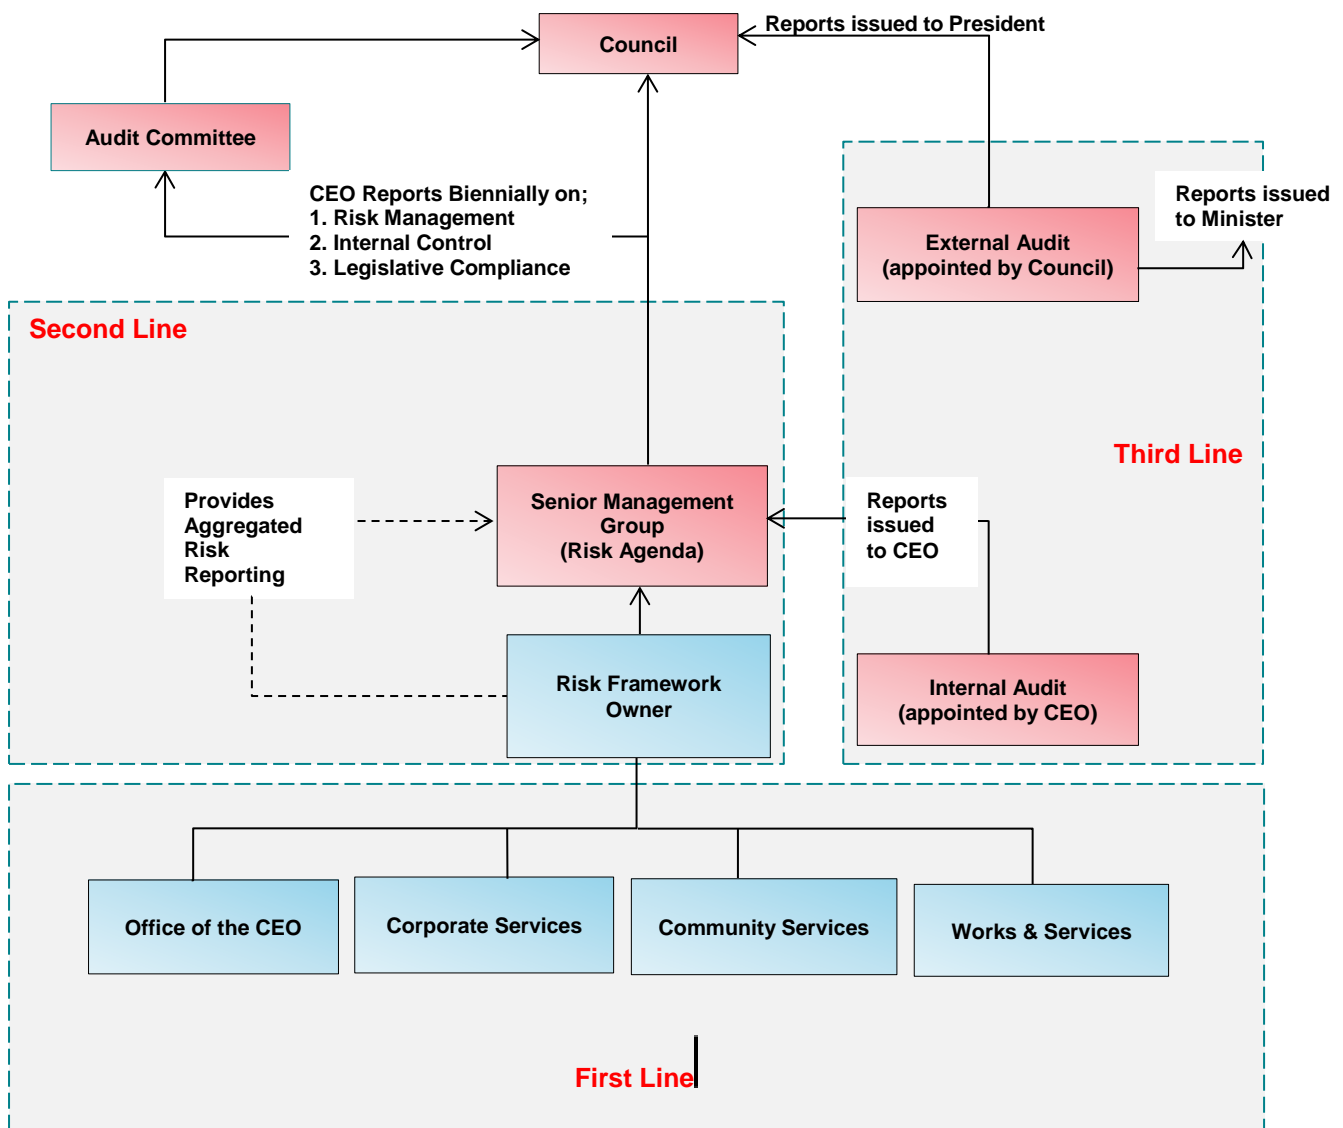 Reports issued to President
Council
Audit Committee
CEO Reports Biennially on;
1. Risk Management
2. Internal Control
3. Legislative Compliance
Reports issued
to Minister
External Audit
(appointed by Council)
Second Line
Third Line
Provides
Aggregated
Risk
Reporting
Senior Management
Group
(Risk Agenda)
Reports
issued
to CEO
Risk Framework
Owner
Internal Audit
(appointed by CEO)
Office of the CEO
Corporate Services
Community Services
Works & Services
First Line